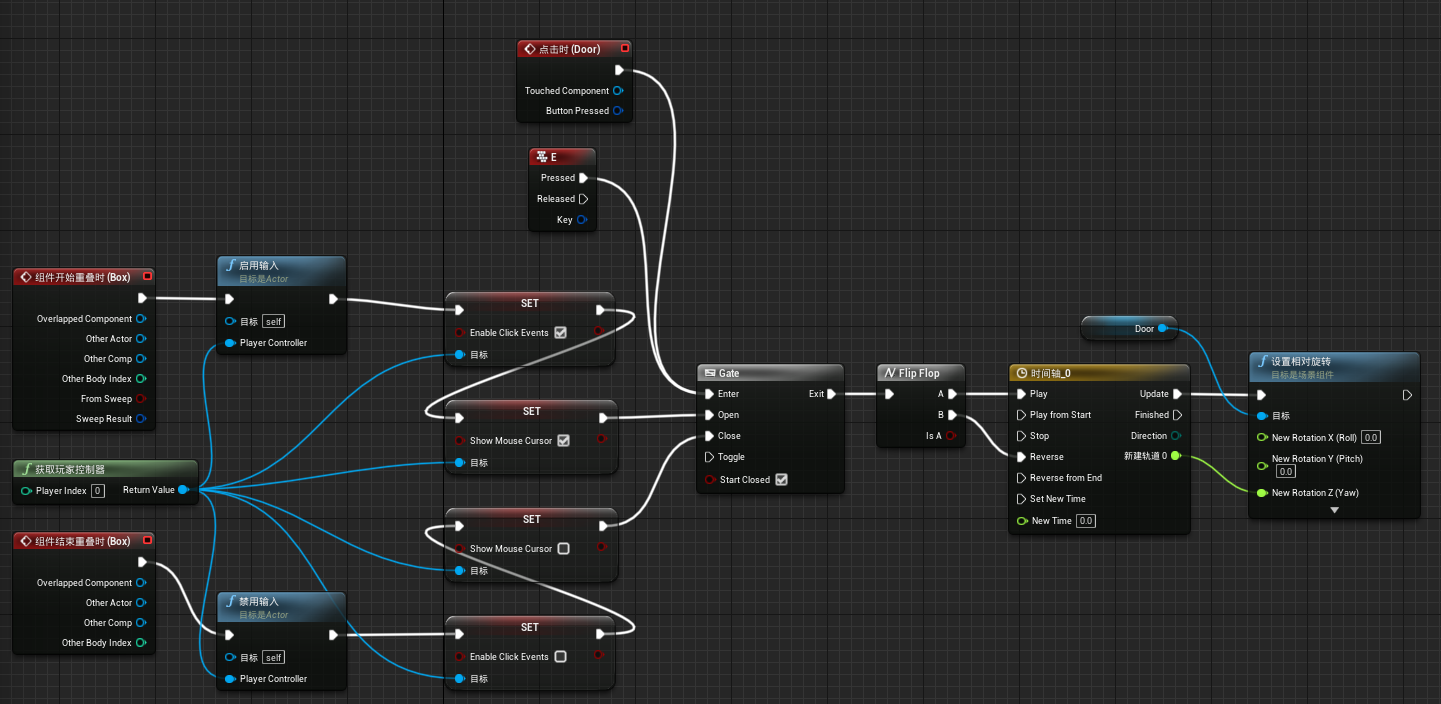 点击时 (Door)
Touched Component
Button Pressed
E
Pressed
Released
Key
组件开始重叠时 (Box)
Overlapped Component
Other Actor
Other Comp
Other Body Index
From Sweep
Sweep Result
启用输入
目标是Actor
目标 self
Player Controller
SET
Enable Click Events
目标
SET
Show Mouse Cursor
目标
获取玩家控制器
Player Index 0 Return Value
组件结束重叠时 (Box)
Overlapped Component
Other Actor
Other Comp
Other Body Index
禁用输入
目标是Actor
目标 self
Player Controller
SET
Show Mouse Cursor
目标
SET
Enable Click Events
目标
Gate
Enter Exit
Open
Close
Toggle
Start Closed
Flip Flop
A
B
Is A
时间轴_0
Play Update
Play from Start Finished
Stop Direction
Reverse 新建轨道 0
Reverse from End
Set New Time
New Time 0.0
Door
设置相对旋转
目标是场景组件
目标
New Rotation X (Roll) 0.0
New Rotation Y (Pitch)
0.0
New Rotation Z (Yaw)